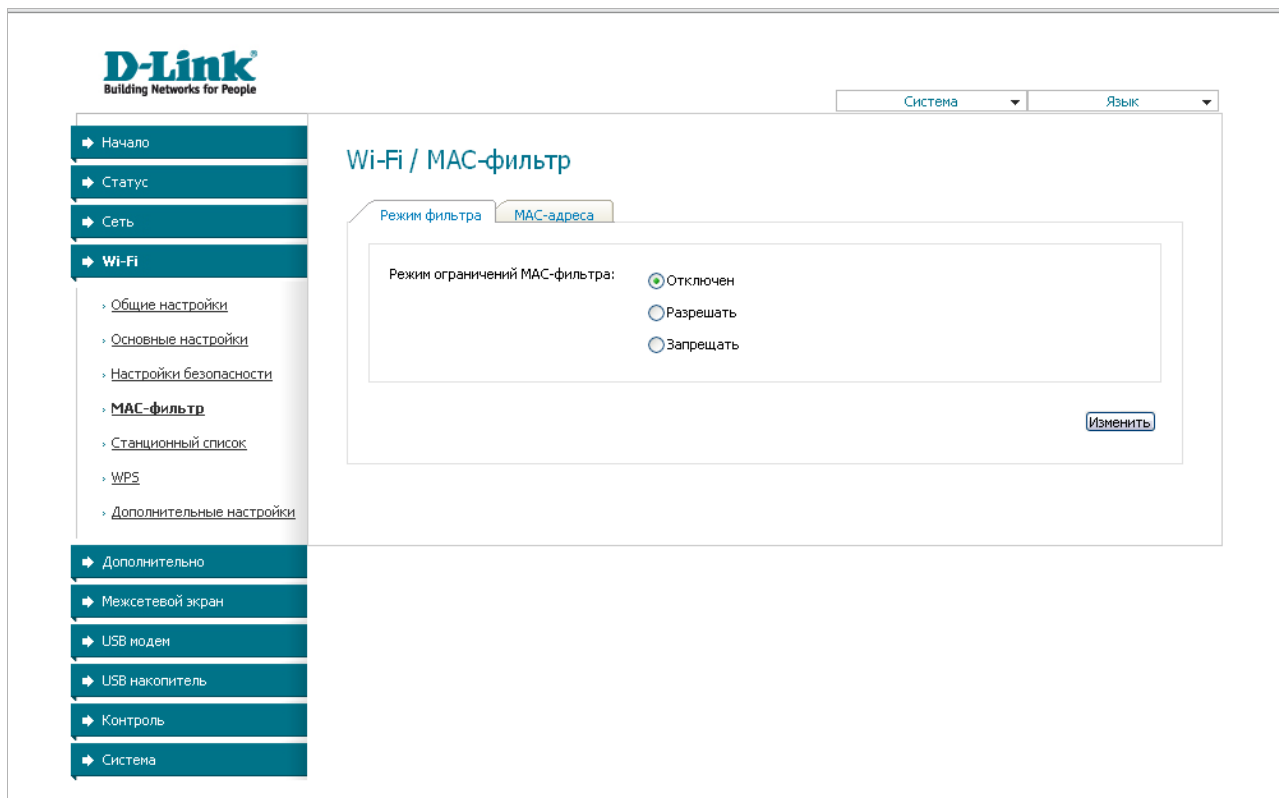 D-Link
Building Networks for People
Система
Язык
Начало
Статус
Сеть
Wi-Fi
Общие настройки
Основные настройки
Настройки безопасности
MAC-фильтр
Станционный список
WPS
Дополнительные настройки
Дополнительно
Межсетевой экран
USB модем
USB накопитель
Контроль
Система
Wi-Fi / MAC-фильтр
Режим фильтра
MAC-адреса
Режим ограничений MAC-фильтра:
Отключен
Разрешать
Запрещать
Изменить